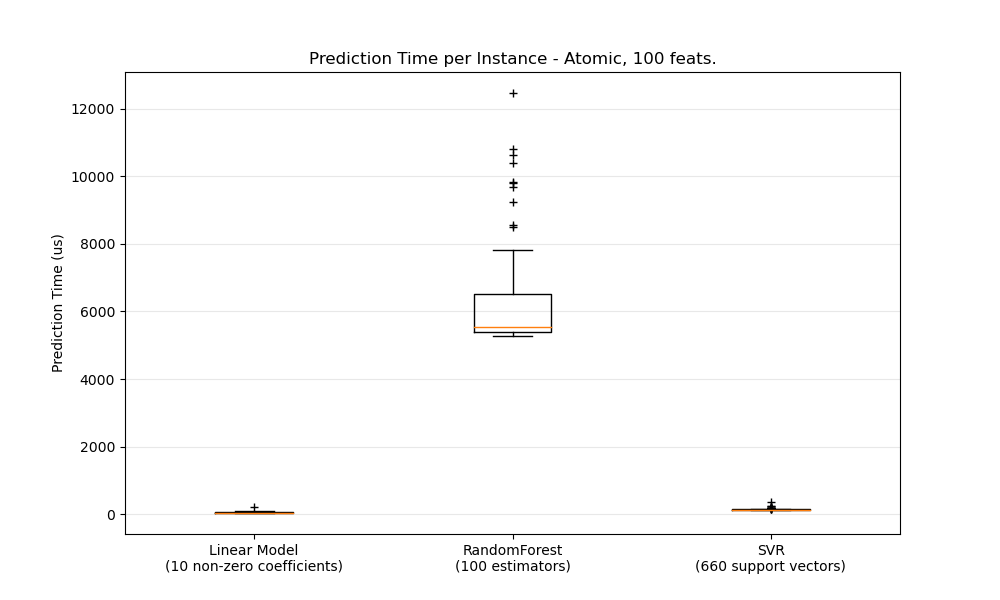 Prediction Time per Instance - Atomic, 100 feats.
Prediction Time (us)
12000
10000
8000
6000
4000
2000
0
Linear Model
(10 non-zero coefficients)
RandomForest
(100 estimators)
SVR
(660 support vectors)